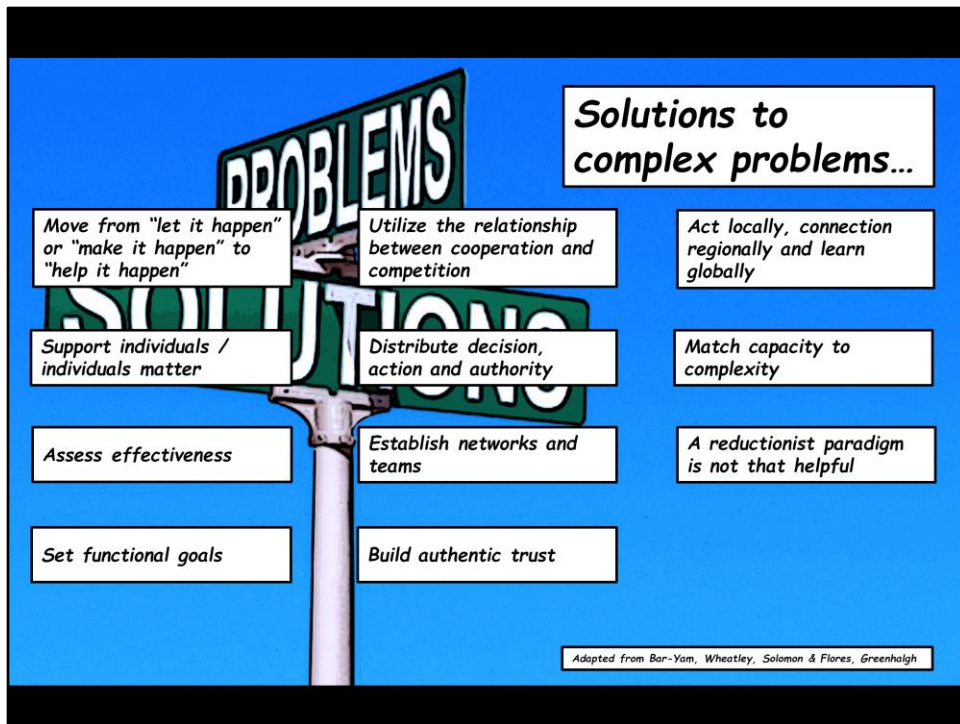 PROBLEMS
SOLUTIONS
Solutions to
complex problems…
Move from “let it happen”
or “make it happen” to
“help it happen”
Support individuals /
individuals matter
Assess effectiveness
Set functional goals
Utilize the relationship
between cooperation and
competition
Distribute decision,
action and authority
Establish networks and
teams
Build authentic trust
Act locally, connection
regionally and learn
globally
Match capacity to
complexity
A reductionist paradigm
is not that helpful
Adapted from Bar-Yam, Wheatley, Solomon & Flores, Greenhalgh